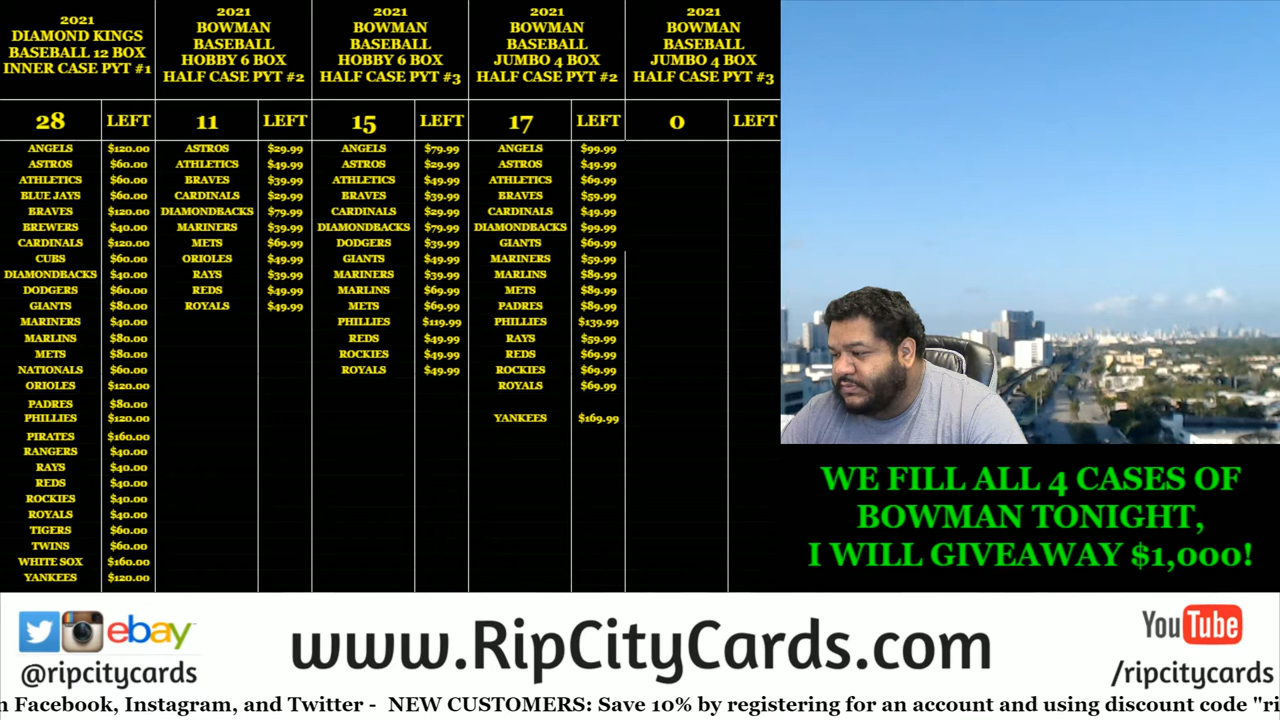 2021
DIAMOND KINGS
BASEBALL 12 BOX
INNER CASE PYT #1
28 LEFT
ANGELS $120.00
ASTROS $60.00
ATHLETICS $60.00
BLUE JAYS $60.00
BRAVES $120.00
BREWERS $40.00
CARDINALS $120.00
CUBS $60.00
DIAMONDBACKS $40.00
DODGERS $60.00
GIANTS $80.00
MARINERS $40.00
MARLINS $80.00
METS $80.00
NATIONALS $60.00
ORIOLES $120.00
PADRES $80.00
PHILLIES $120.00
PIRATES $160.00
RANGERS $40.00
RAYS $40.00
REDS $40.00
ROCKIES $40.00
ROYALS $40.00
TIGERS $60.00
TWINS $60.00
WHITE SOX $160.00
YANKEES $120.00
2021
BOWMAN
BASEBALL
HOBBY 6 BOX
HALF CASE PYT #2
11 LEFT
ASTROS $29.99
ATHLETICS $49.99
BRAVES $39.99
CARDINALS $29.99
DIAMONDBACKS $79.99
MARINERS $39.99
METS $69.99
ORIOLES $49.99
RAYS $39.99
REDS $49.99
ROYALS $49.99
2021
BOWMAN
BASEBALL
HOBBY 6 BOX
HALF CASE PYT #3
15 LEFT
ANGELS $79.99
ASTROS $29.99
ATHLETICS $49.99
BRAVES $39.99
CARDINALS $29.99
DIAMONDBACKS $79.99
DODGERS $39.99
GIANTS $49.99
MARINERS $39.99
MARLINS $69.99
METS $69.99
PHILLIES $119.99
REDS $49.99
ROCKIES $49.99
ROYALS $49.99
2021
BOWMAN
BASEBALL
JUMBO 4 BOX
HALF CASE PYT #2
17 LEFT
ANGELS $99.99
ASTROS $49.99
ATHLETICS $69.99
BRAVES $59.99
CARDINALS $49.99
DIAMONDBACKS $99.99
GIANTS $69.99
MARINERS $59.99
MARLINS $89.99
METS $89.99
PADRES $89.99
PHILLIES $139.99
RAYS $59.99
REDS $69.99
ROCKIES $69.99
ROYALS $69.99
YANKEES $169.99
2021
BOWMAN
BASEBALL
JUMBO 4 BOX
HALF CASE PYT #3
0 LEFT
WE FILL ALL 4 CASES OF
BOWMAN TONIGHT,
I WILL GIVEAWAY $1,000!
ebay
@ripcitycards
www.RipCityCards.com
YouTube
/ripcitycards
n Facebook, Instagram, and Twitter - NEW CUSTOMERS: Save 10% by registering for an account and using discount code "ri